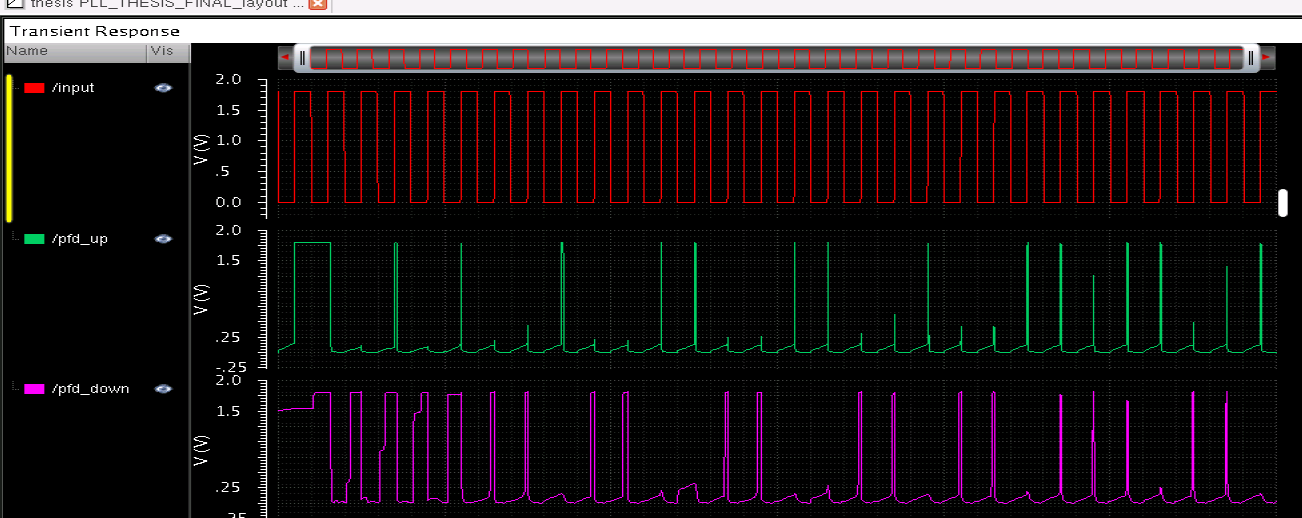 thesis PLL_THESIS_FINAL_layout ...
Transient Response
Name Vis
/input
2.0
1.5
1.0
.5
0.0
V (V)
/pfd_up
2.0
1.5
.25
-.25
V (V)
/pfd_down
2.0
1.5
.25
V (V)